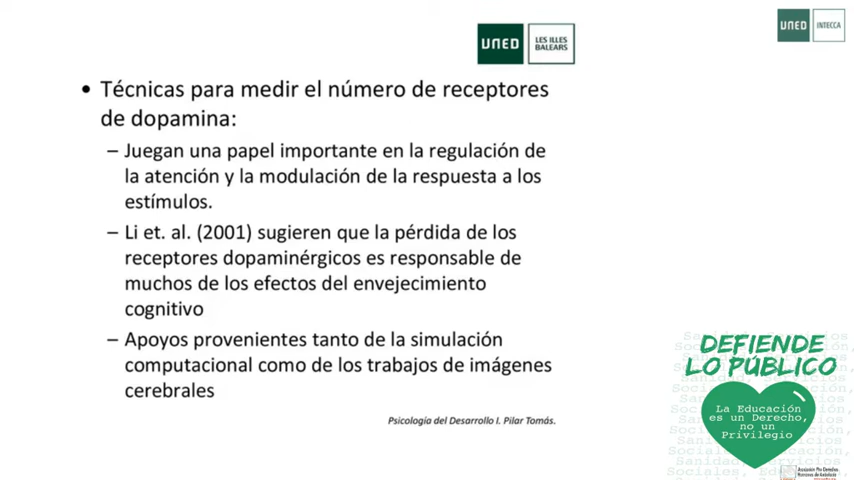 UNED
LES ILLES
BALEARS
UNED
INTECCA
• Técnicas para medir el número de receptores
de dopamina:
– Juegan una papel importante en la regulación de
la atención y la modulación de la respuesta a los
estímulos.
– Li et. al. (2001) sugieren que la pérdida de los
receptores dopaminérgicos es responsable de
muchos de los efectos del envejecimiento
cognitivo
– Apoyos provenientes tanto de la simulación
computacional como de los trabajos de imágenes
cerebrales
Psicología del Desarrollo I. Pilar Tomás.
DEFIENDE
LO PÚBLICO
La Educación
es un Derecho,
no un
Privilegio